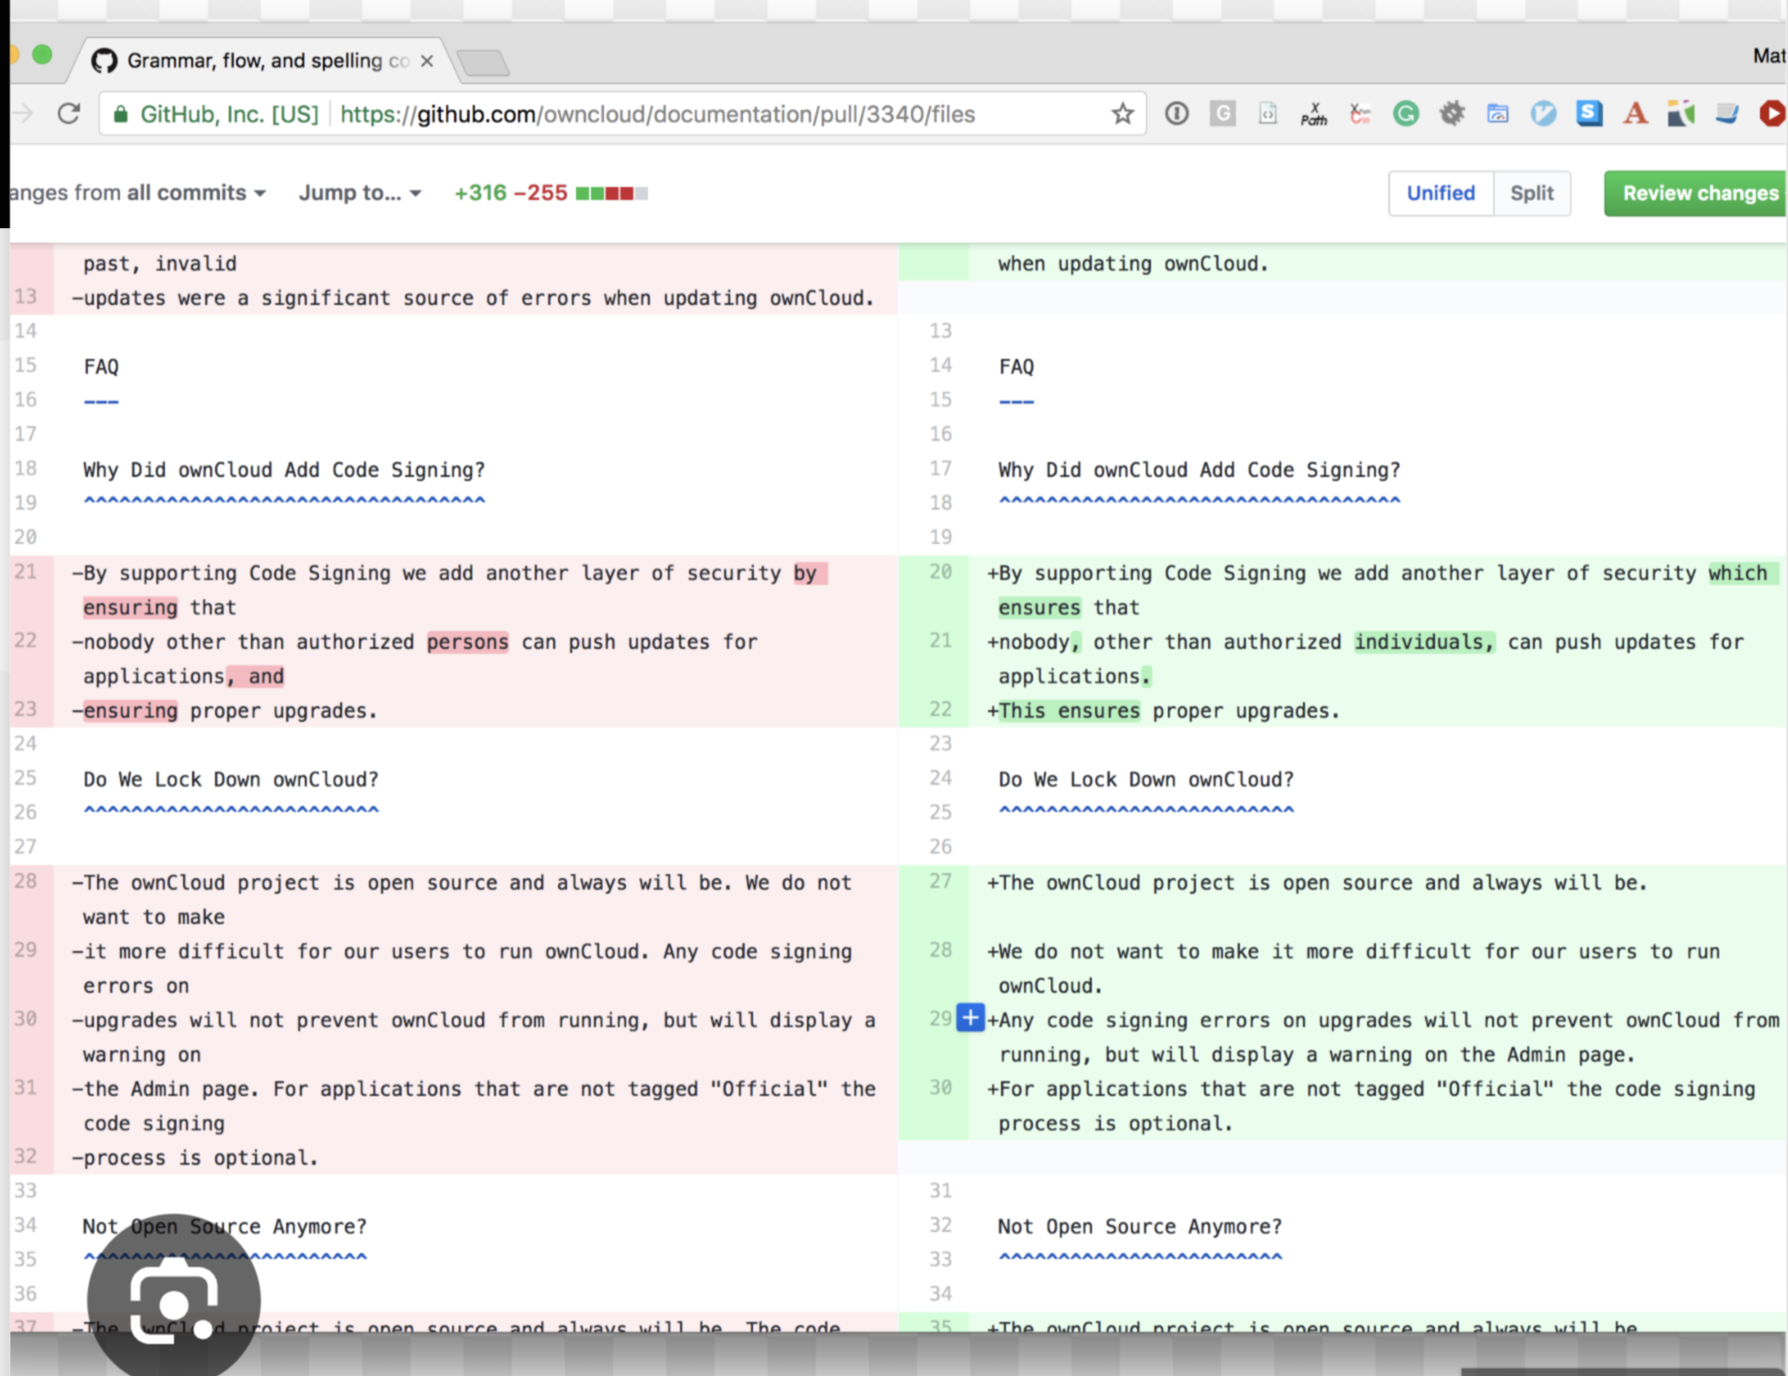 Grammar, flow, and spelling co
Mat
GitHub, Inc. [US] https://github.com/owncloud/documentation/pull/3340/files
anges from all commits Jump to... +316 −255 Unified Split Review changes
past, invalid
13 −updates were a significant source of errors when updating ownCloud.
14
15 FAQ
16 ---
17
18 Why Did ownCloud Add Code Signing?
19 ^^^^^^^^^^^^^^^^^^^^^^^^^^^^^^^^^^
20
21 −By supporting Code Signing we add another layer of security by
ensuring that
22 −nobody other than authorized persons can push updates for
applications, and
23 −ensuring proper upgrades.
24
25 Do We Lock Down ownCloud?
26 ^^^^^^^^^^^^^^^^^^^^^^^^^
27
28 −The ownCloud project is open source and always will be. We do not
want to make
29 −it more difficult for our users to run ownCloud. Any code signing
errors on
30 −upgrades will not prevent ownCloud from running, but will display a
warning on
31 −the Admin page. For applications that are not tagged "Official" the
code signing
32 −process is optional.
33
34 Not Open Source Anymore?
35 ^^^^^^^^^^^^^^^^^^^^^^^^
36
37 −The ownCloud project is open source and always will be. The code
when updating ownCloud.
13
14 FAQ
15 ---
16
17 Why Did ownCloud Add Code Signing?
18 ^^^^^^^^^^^^^^^^^^^^^^^^^^^^^^^^^^
19
20 +By supporting Code Signing we add another layer of security which
ensures that
21 +nobody, other than authorized individuals, can push updates for
applications.
22 +This ensures proper upgrades.
23
24 Do We Lock Down ownCloud?
25 ^^^^^^^^^^^^^^^^^^^^^^^^^
26
27 +The ownCloud project is open source and always will be.
28 +We do not want to make it more difficult for our users to run
ownCloud.
29 +Any code signing errors on upgrades will not prevent ownCloud from
running, but will display a warning on the Admin page.
30 +For applications that are not tagged "Official" the code signing
process is optional.
31
32 Not Open Source Anymore?
33 ^^^^^^^^^^^^^^^^^^^^^^^^
34
35 +The ownCloud project is open source and always will be